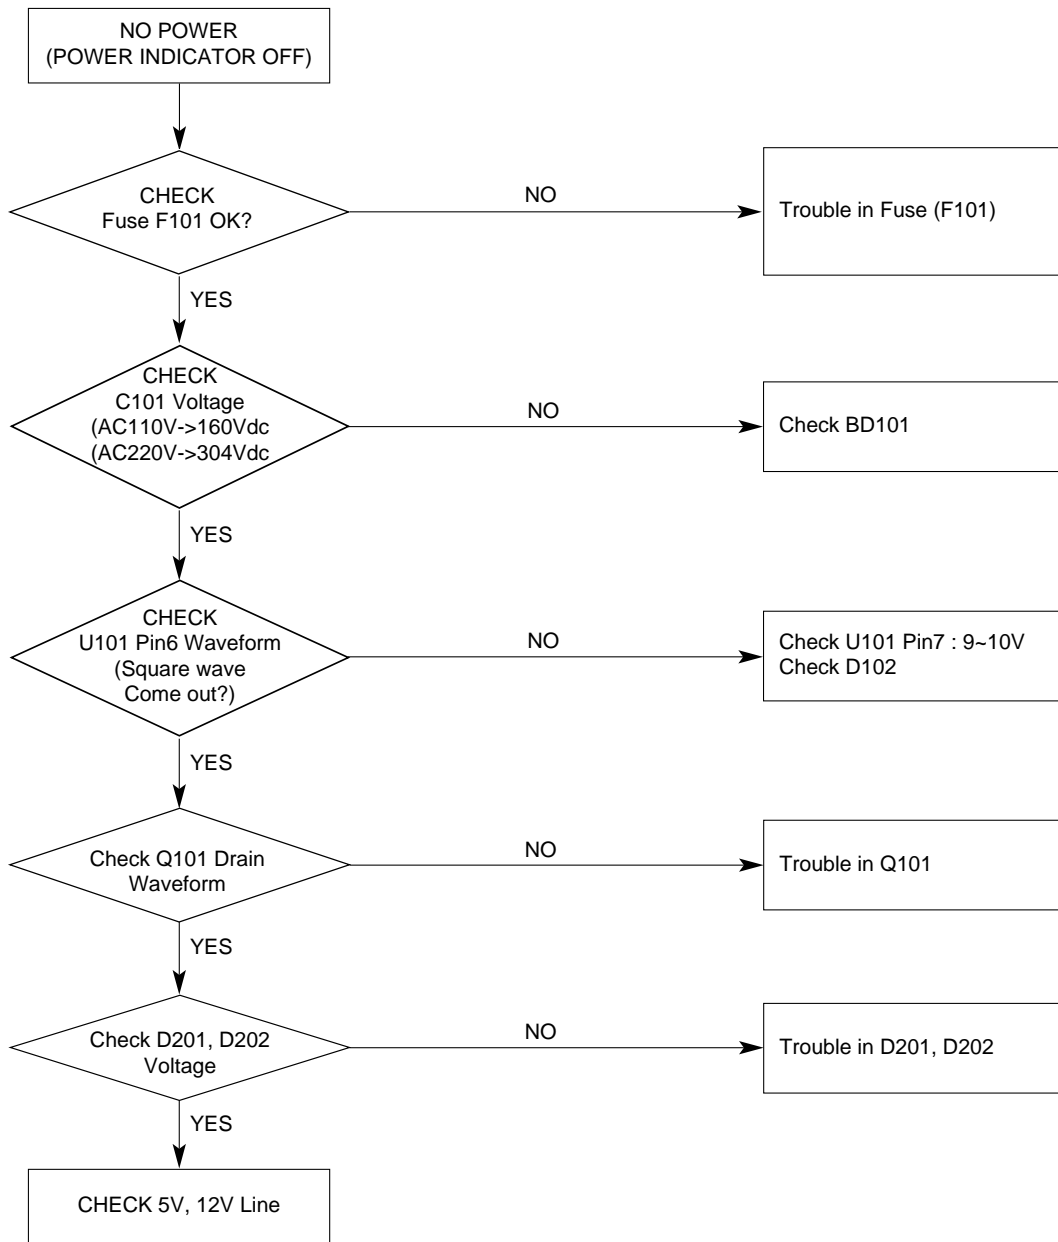 NO POWER
(POWER INDICATOR OFF)
CHECK
Fuse F101 OK?
NO
Trouble in Fuse (F101)
YES
CHECK
C101 Voltage
(AC110V->160Vdc
(AC220V->304Vdc
NO
Check BD101
YES
CHECK
U101 Pin6 Waveform
(Square wave
Come out?)
NO
Check U101 Pin7 : 9~10V
Check D102
YES
Check Q101 Drain
Waveform
NO
Trouble in Q101
YES
Check D201, D202
Voltage
NO
Trouble in D201, D202
YES
CHECK 5V, 12V Line